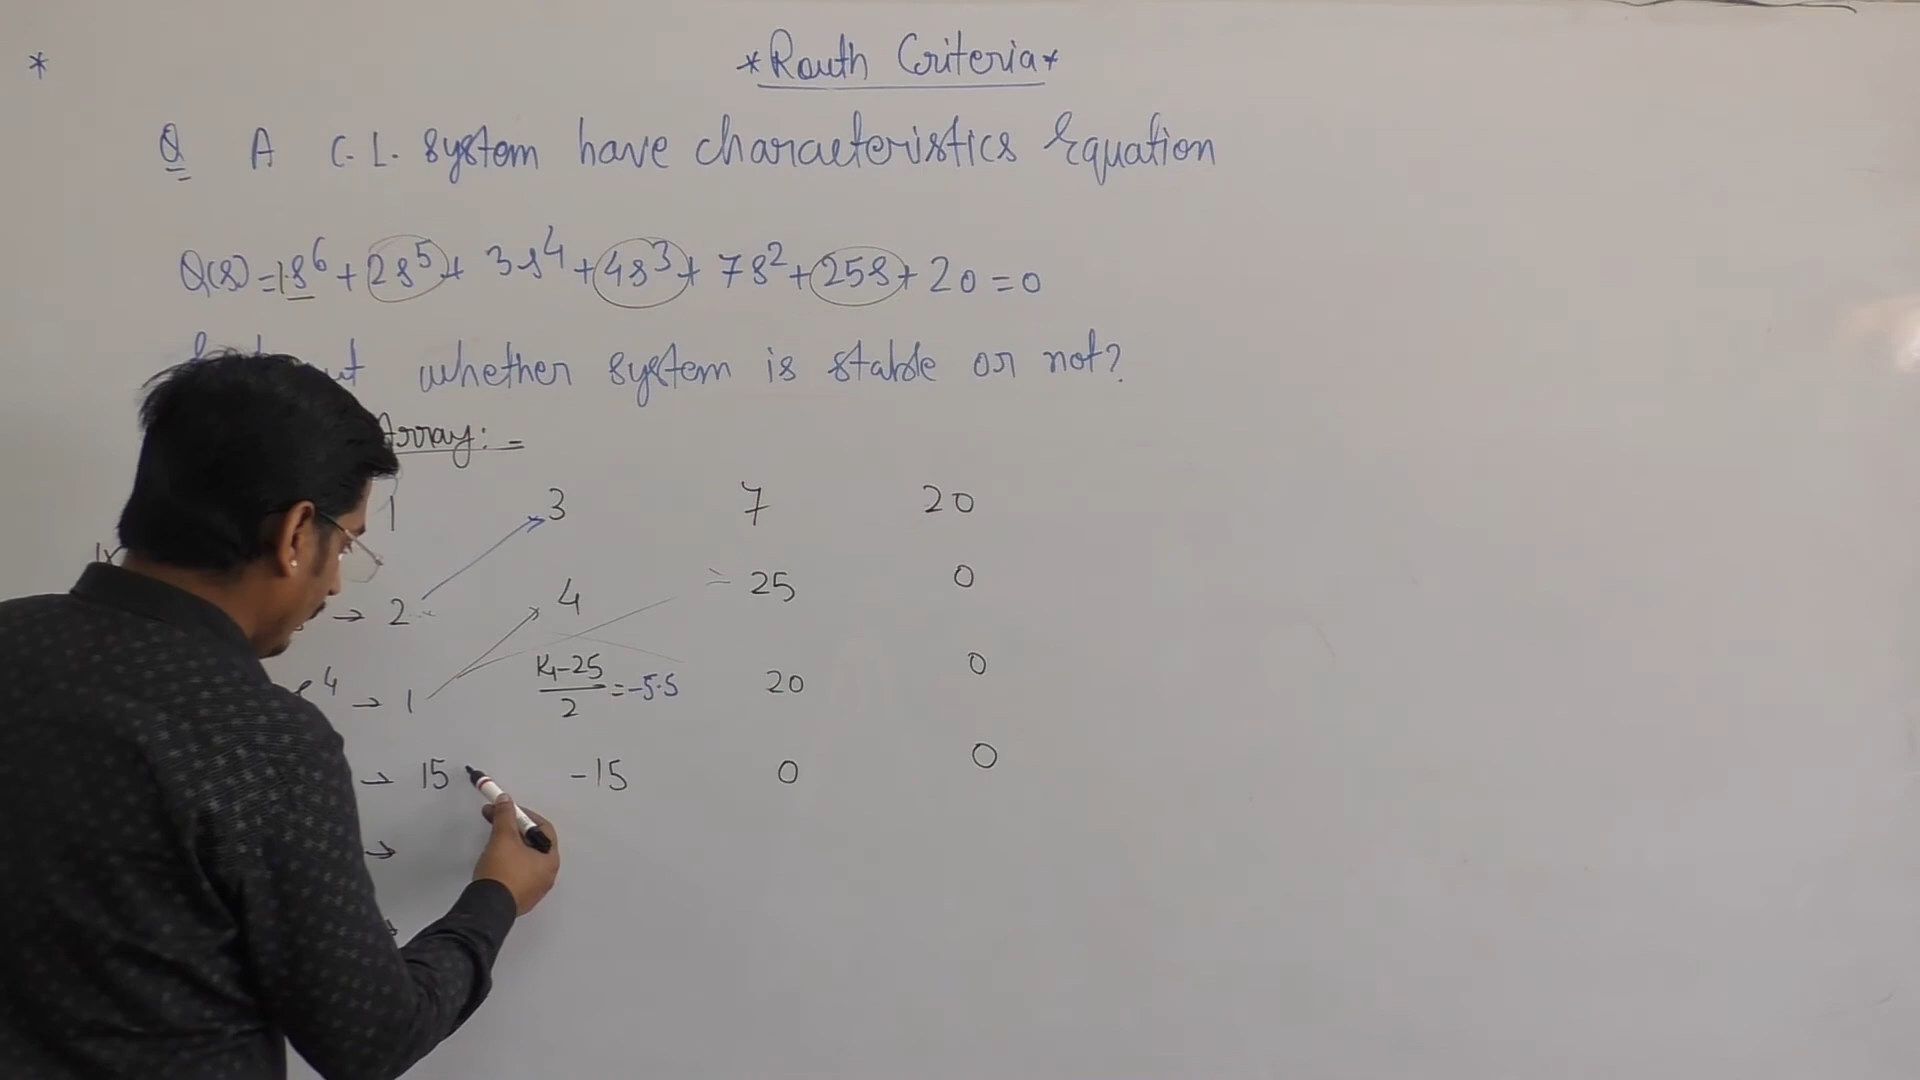 *Routh Criteria*
*
Q A C.L. system have characteristics Equation
Q(s)=1s⁶+2s⁵+3s⁴+4s³+7s²+25s+20=0
whether system is stable or not?
Array:-
1 3 7 20
→ 2 4 25 0
s⁴ → 1 14-25/2=-5.5 20 0
→ 15 -15 0 0
→